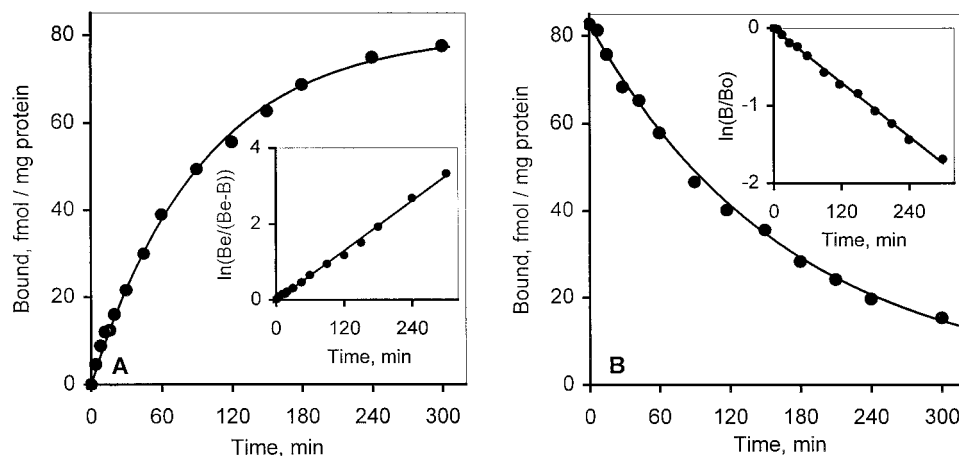 80
60
40
20
0
Bound, fmol / mg protein
A
0 60 120 180 240 300
Time, min
4
2
0
ln(Be/(Be-B))
0 120 240
Time, min
80
60
40
20
0
Bound, fmol / mg protein
B
0 60 120 180 240 300
Time, min
0
-1
-2
ln(B/Bo)
0 120 240
Time, min